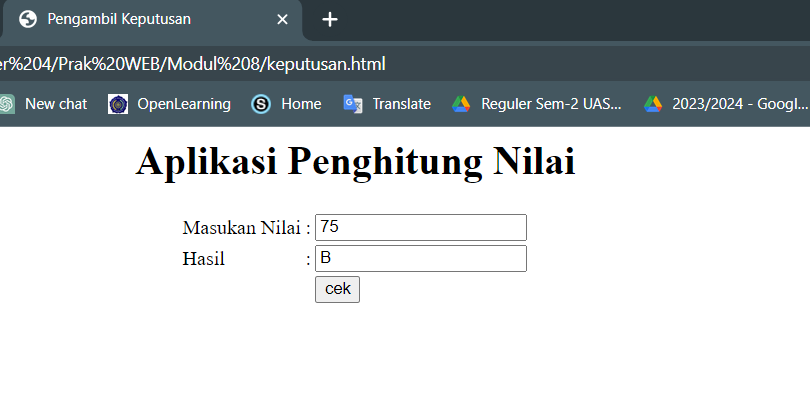 Pengambil Keputusan
er%204/Prak%20WEB/Modul%208/keputusan.html
New chat OpenLearning Home Translate Reguler Sem-2 UAS... 2023/2024 - Googl...
Aplikasi Penghitung Nilai
Masukan Nilai : 75
Hasil : B
cek